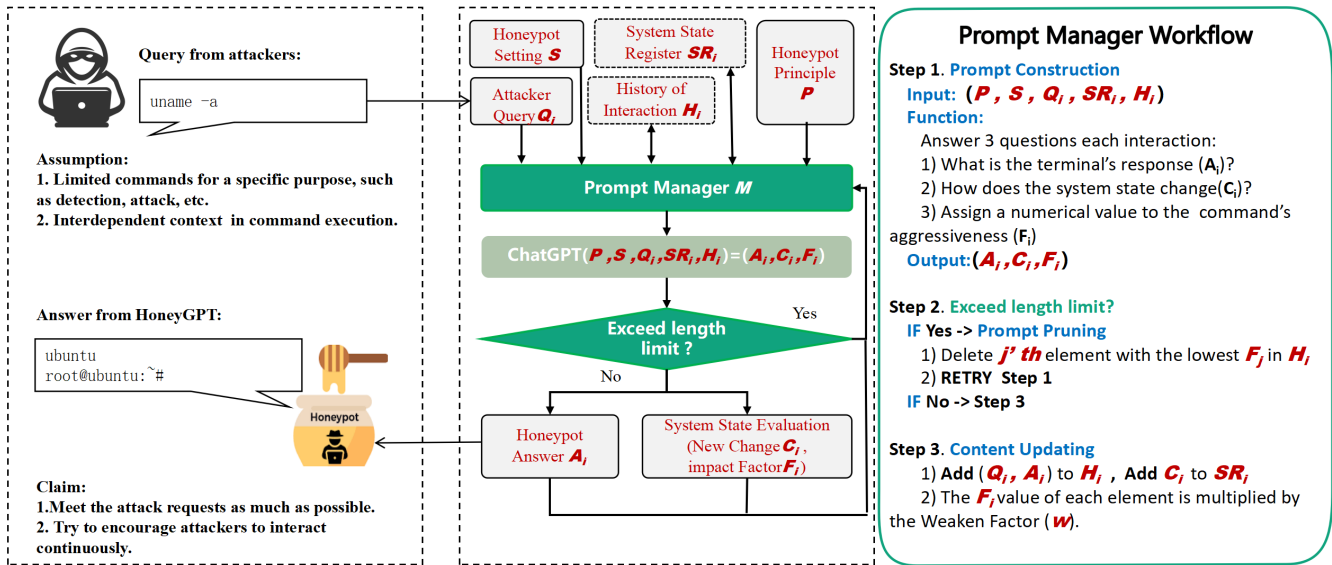 Query from attackers:
uname -a
Assumption:
1. Limited commands for a specific purpose, such
as detection, attack, etc.
2. Interdependent context in command execution.
Answer from HoneyGPT:
ubuntu
root@ubuntu:~#
Honeypot
Claim:
1.Meet the attack requests as much as possible.
2. Try to encourage attackers to interact
continuously.
Honeypot
Setting S
System State
Register SRi
Honeypot
Principle
P
Attacker
Query Qi
History of
Interaction Hi
Prompt Manager M
ChatGPT(P ,S ,Qi,SRi,Hi)=(Ai,Ci,Fi)
Exceed length
limit ?
Yes
No
Honeypot
Answer Ai
System State Evaluation
(New Change Ci ,
impact Factor Fi)
Prompt Manager Workflow
Step 1. Prompt Construction
Input: (P , S , Qi , SRi , Hi)
Function:
Answer 3 questions each interaction:
1) What is the terminal's response (Ai)?
2) How does the system state change(Ci)?
3) Assign a numerical value to the command's
aggressiveness (Fi)
Output:(Ai,Ci,Fi)
Step 2. Exceed length limit?
IF Yes -> Prompt Pruning
1) Delete j' th element with the lowest Fj in Hi
2) RETRY Step 1
IF No -> Step 3
Step 3. Content Updating
1) Add (Qi , Ai) to Hi , Add Ci to SRi
2) The Fi value of each element is multiplied by
the Weaken Factor (w).